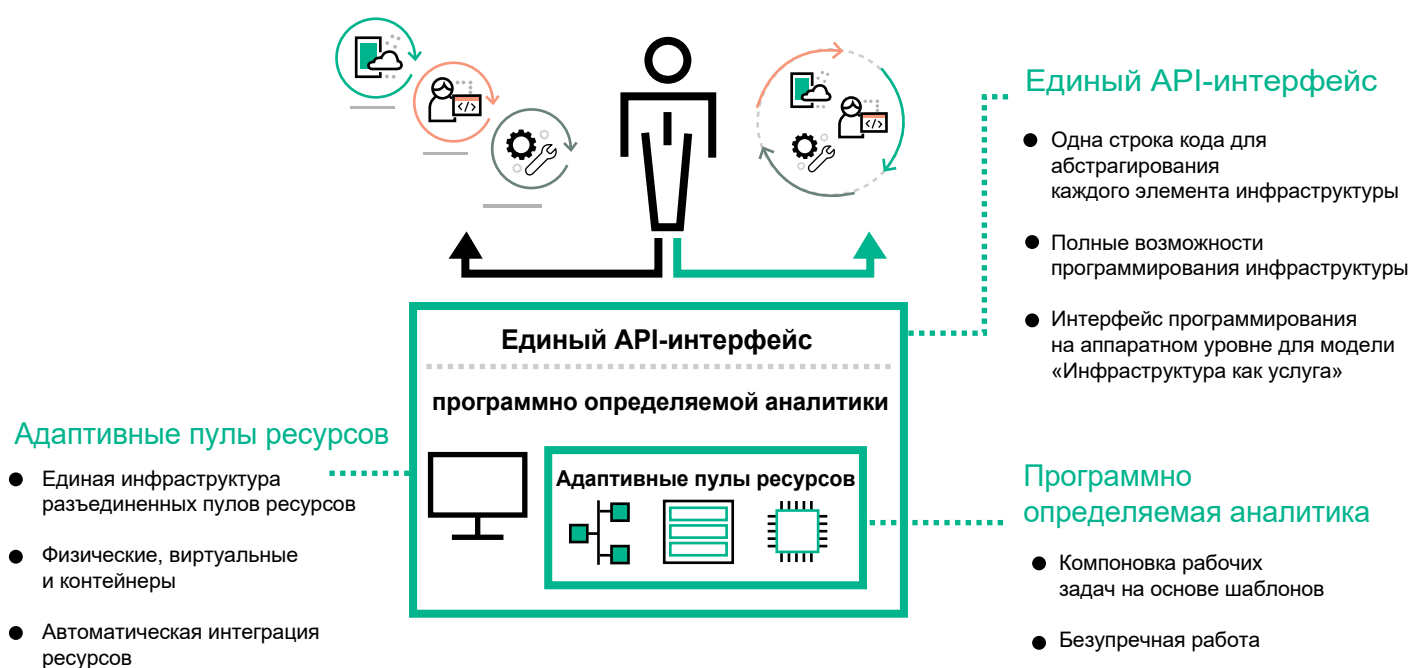 Единый API-интерфейс
Одна строка кода для
абстрагирования
каждого элемента инфраструктуры
Полные возможности
программирования инфраструктуры
Интерфейс программирования
на аппаратном уровне для модели
«Инфраструктура как услуга»
Единый API-интерфейс
программно определяемой аналитики
Адаптивные пулы ресурсов
Адаптивные пулы ресурсов
Единая инфраструктура
разъединенных пулов ресурсов
Физические, виртуальные
и контейнеры
Автоматическая интеграция
ресурсов
Программно
определяемая аналитика
Компоновка рабочих
задач на основе шаблонов
Безупречная работа